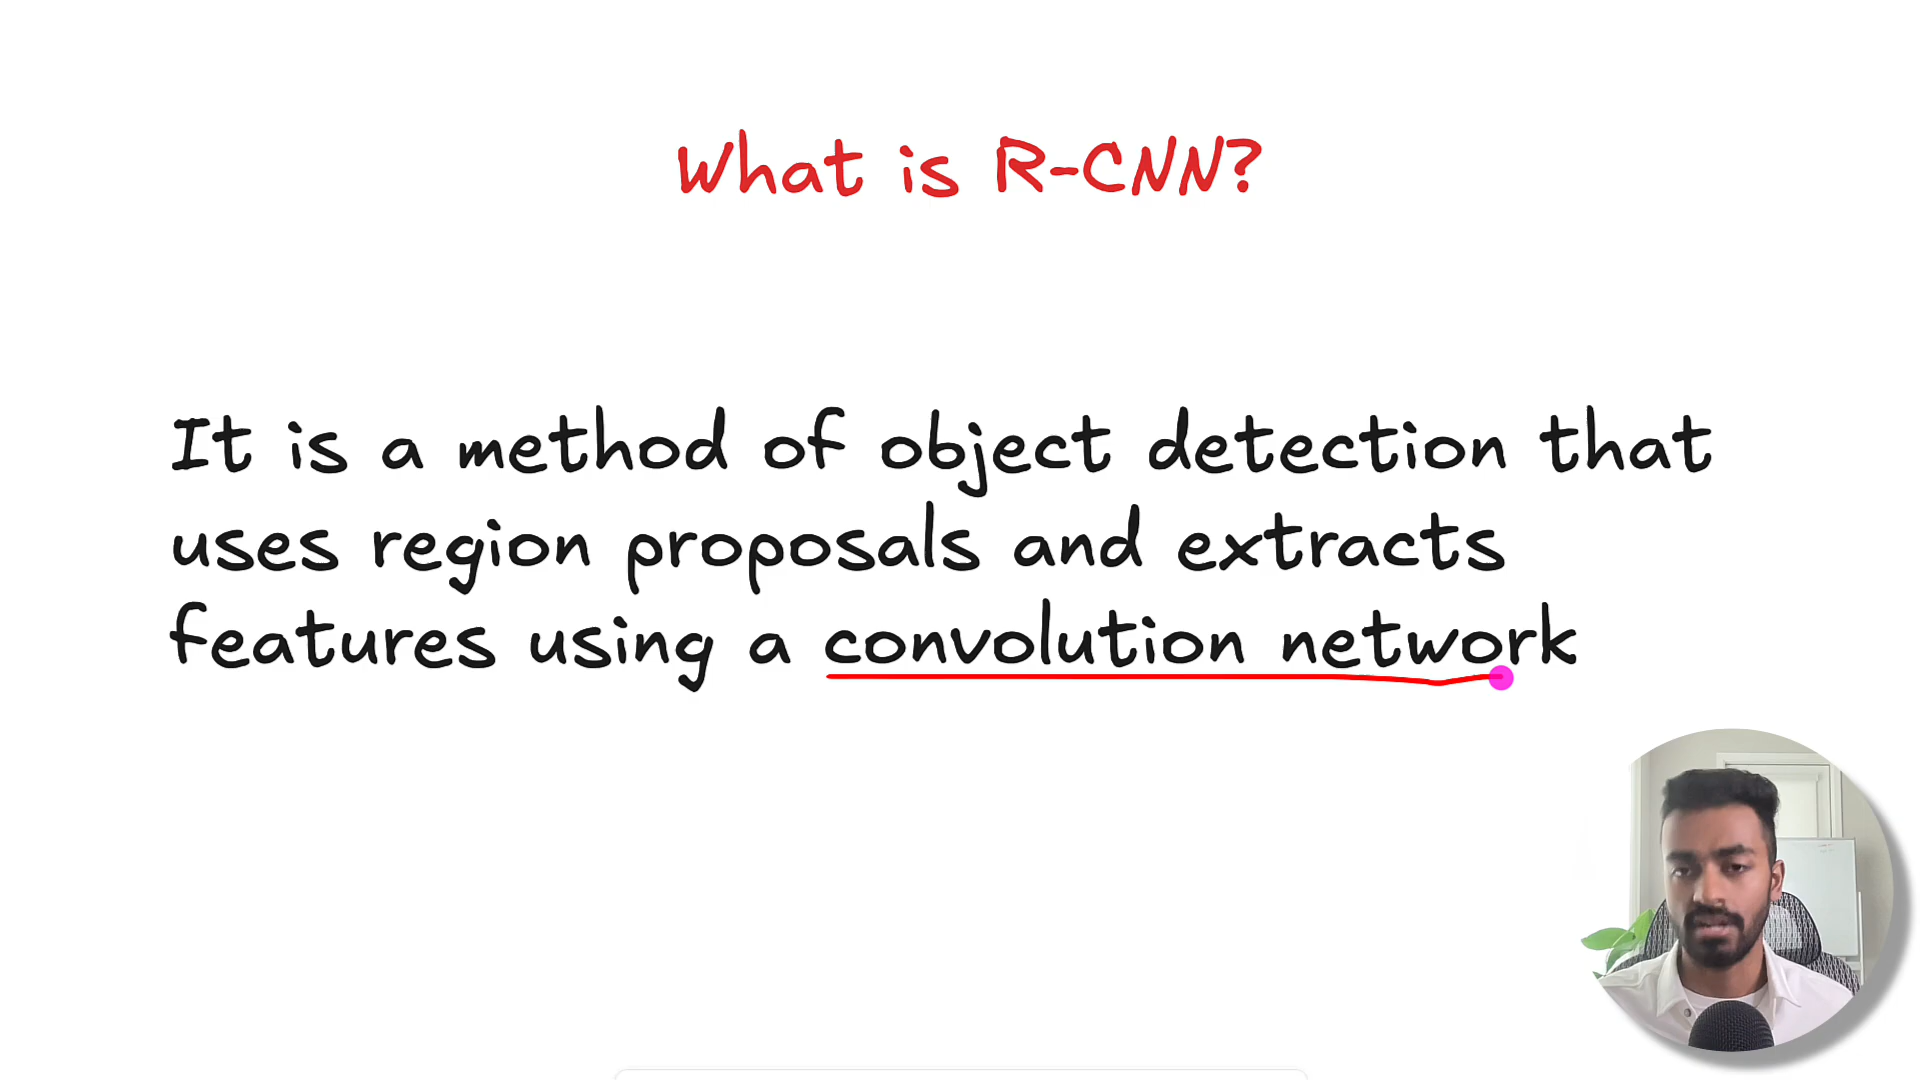 What is R-CNN?
It is a method of object detection that
uses region proposals and extracts
features using a convolution network